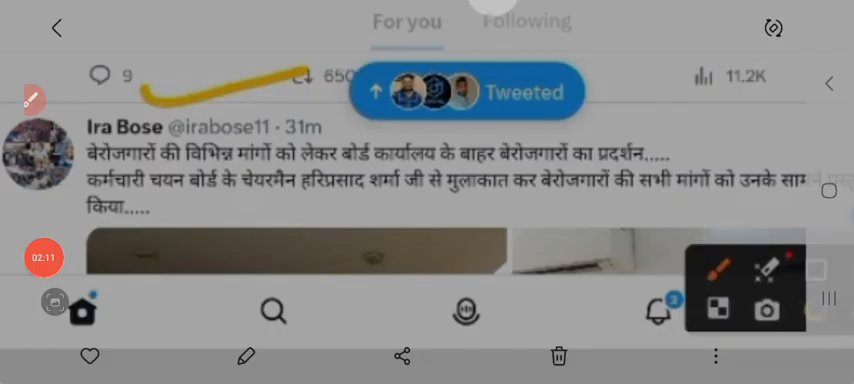 For you Following
9 650 11.2K
Tweeted
Ira Bose @irabose11 · 31m
बेरोजगारों की विभिन्न मांगों को लेकर बोर्ड कार्यालय के बाहर बेरोजगारों का प्रदर्शन.....
कर्मचारी चयन बोर्ड के चेयरमैन हरिप्रसाद शर्मा जी से मुलाकात कर बेरोजगारों की सभी मांगों को उनके
किया.....
02:11